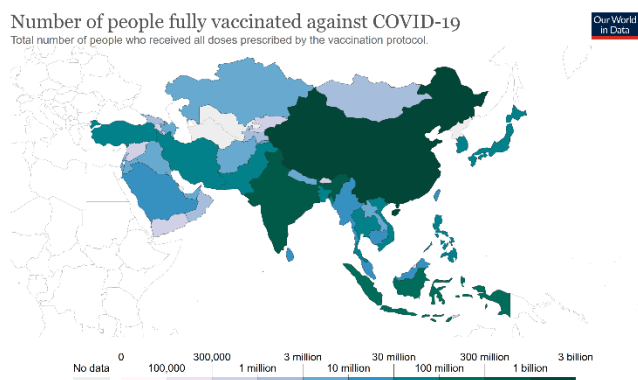 Number of people fully vaccinated against COVID-19
Total number of people who received all doses prescribed by the vaccination protocol.
Our World
in Data
0 300,000 3 million 30 million 300 million 3 billion
No data 100,000 1 million 10 million 100 million 1 billion